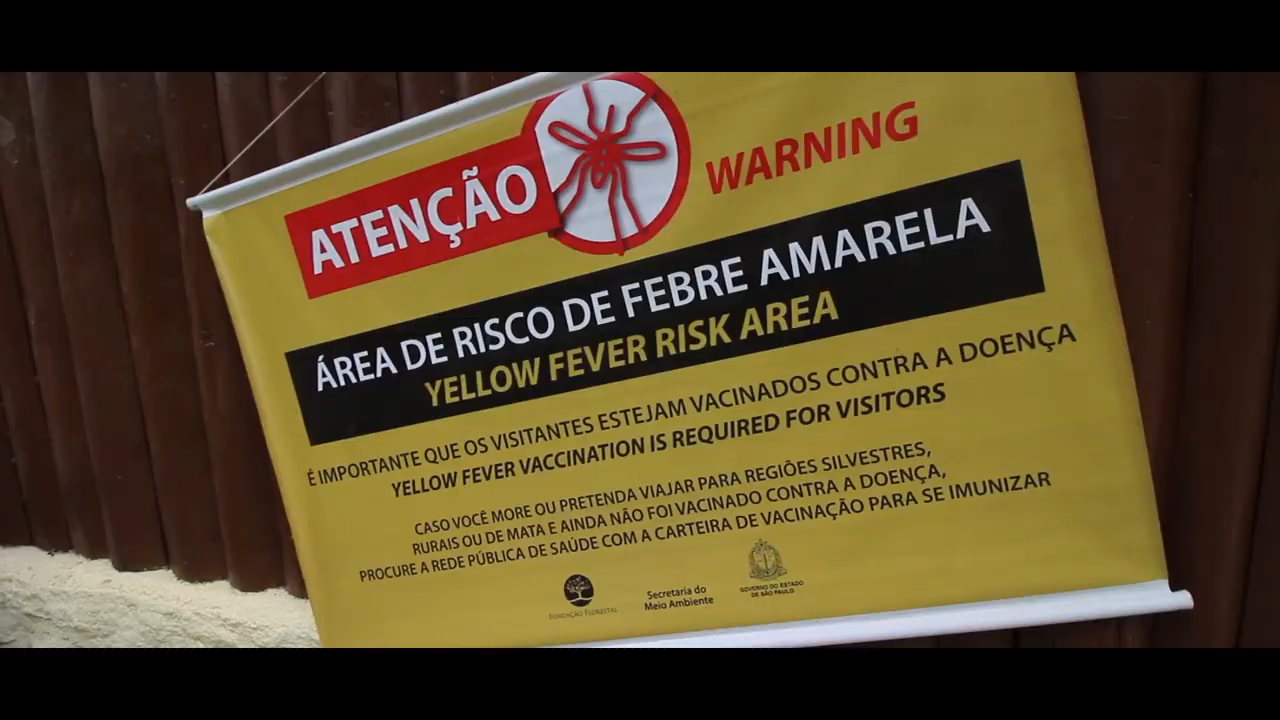 ATENÇÃO
WARNING
ÁREA DE RISCO DE FEBRE AMARELA
YELLOW FEVER RISK AREA
É IMPORTANTE QUE OS VISITANTES ESTEJAM VACINADOS CONTRA A DOENÇA
YELLOW FEVER VACCINATION IS REQUIRED FOR VISITORS
CASO VOCÊ MORE OU PRETENDA VIAJAR PARA REGIÕES SILVESTRES,
RURAIS OU DE MATA E AINDA NÃO FOI VACINADO CONTRA A DOENÇA,
PROCURE A REDE PÚBLICA DE SAÚDE COM A CARTEIRA DE VACINAÇÃO PARA SE IMUNIZAR
FUNDAÇÃO FLORESTAL
Secretaria do
Meio Ambiente
GOVERNO DO ESTADO
DE SÃO PAULO